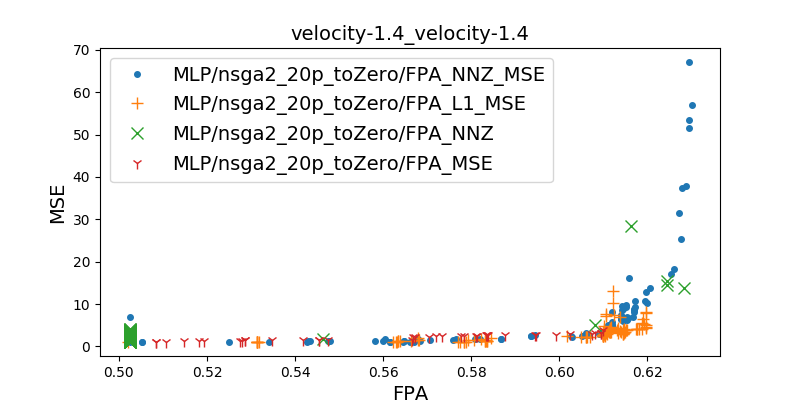 velocity-1.4_velocity-1.4
MLP/nsga2_20p_toZero/FPA_NNZ_MSE
MLP/nsga2_20p_toZero/FPA_L1_MSE
MLP/nsga2_20p_toZero/FPA_NNZ
MLP/nsga2_20p_toZero/FPA_MSE
MSE
70
60
50
40
30
20
10
0
0.50 0.52 0.54 0.56 0.58 0.60 0.62
FPA